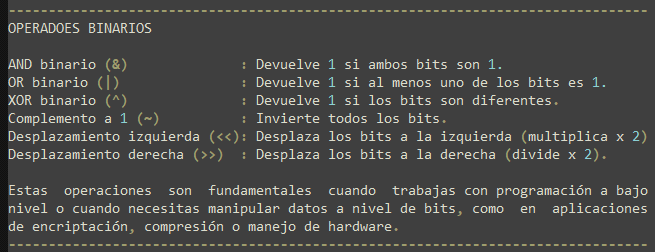 --------------------------------------------------------------------------------
OPERADOES BINARIOS

AND binario (&)              : Devuelve 1 si ambos bits son 1.
OR binario (|)               : Devuelve 1 si al menos uno de los bits es 1.
XOR binario (^)              : Devuelve 1 si los bits son diferentes.
Complemento a 1 (~)          : Invierte todos los bits.
Desplazamiento izquierda (<<): Desplaza los bits a la izquierda (multiplica x 2)
Desplazamiento derecha (>>)  : Desplaza los bits a la derecha (divide x 2).

Estas  operaciones  son  fundamentales  cuando  trabajas con programación a bajo
nivel o cuando necesitas manipular datos a nivel de bits, como  en  aplicaciones
de encriptación, compresión o manejo de hardware.
--------------------------------------------------------------------------------